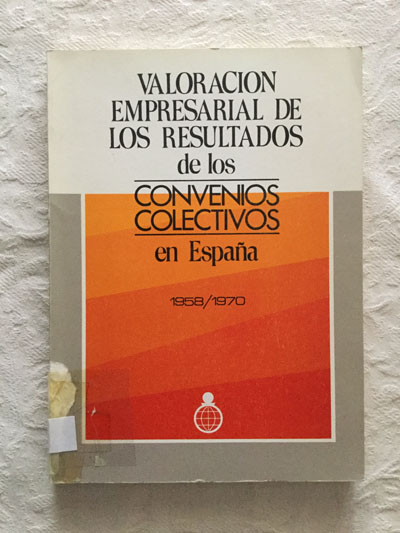 VALORACION
EMPRESARIAL DE
LOS RESULTADOS
de los
CONVENIOS
COLECTIVOS
en España
1958/1970